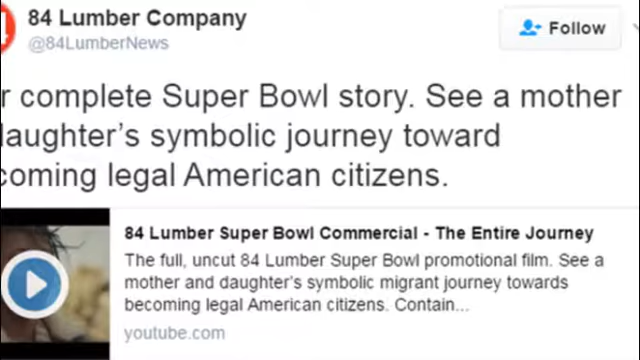 84 Lumber Company
@84LumberNews
Follow
r complete Super Bowl story. See a mother
daughter's symbolic journey toward
coming legal American citizens.
84 Lumber Super Bowl Commercial - The Entire Journey
The full, uncut 84 Lumber Super Bowl promotional film. See a
mother and daughter's symbolic migrant journey towards
becoming legal American citizens. Contain...
youtube.com